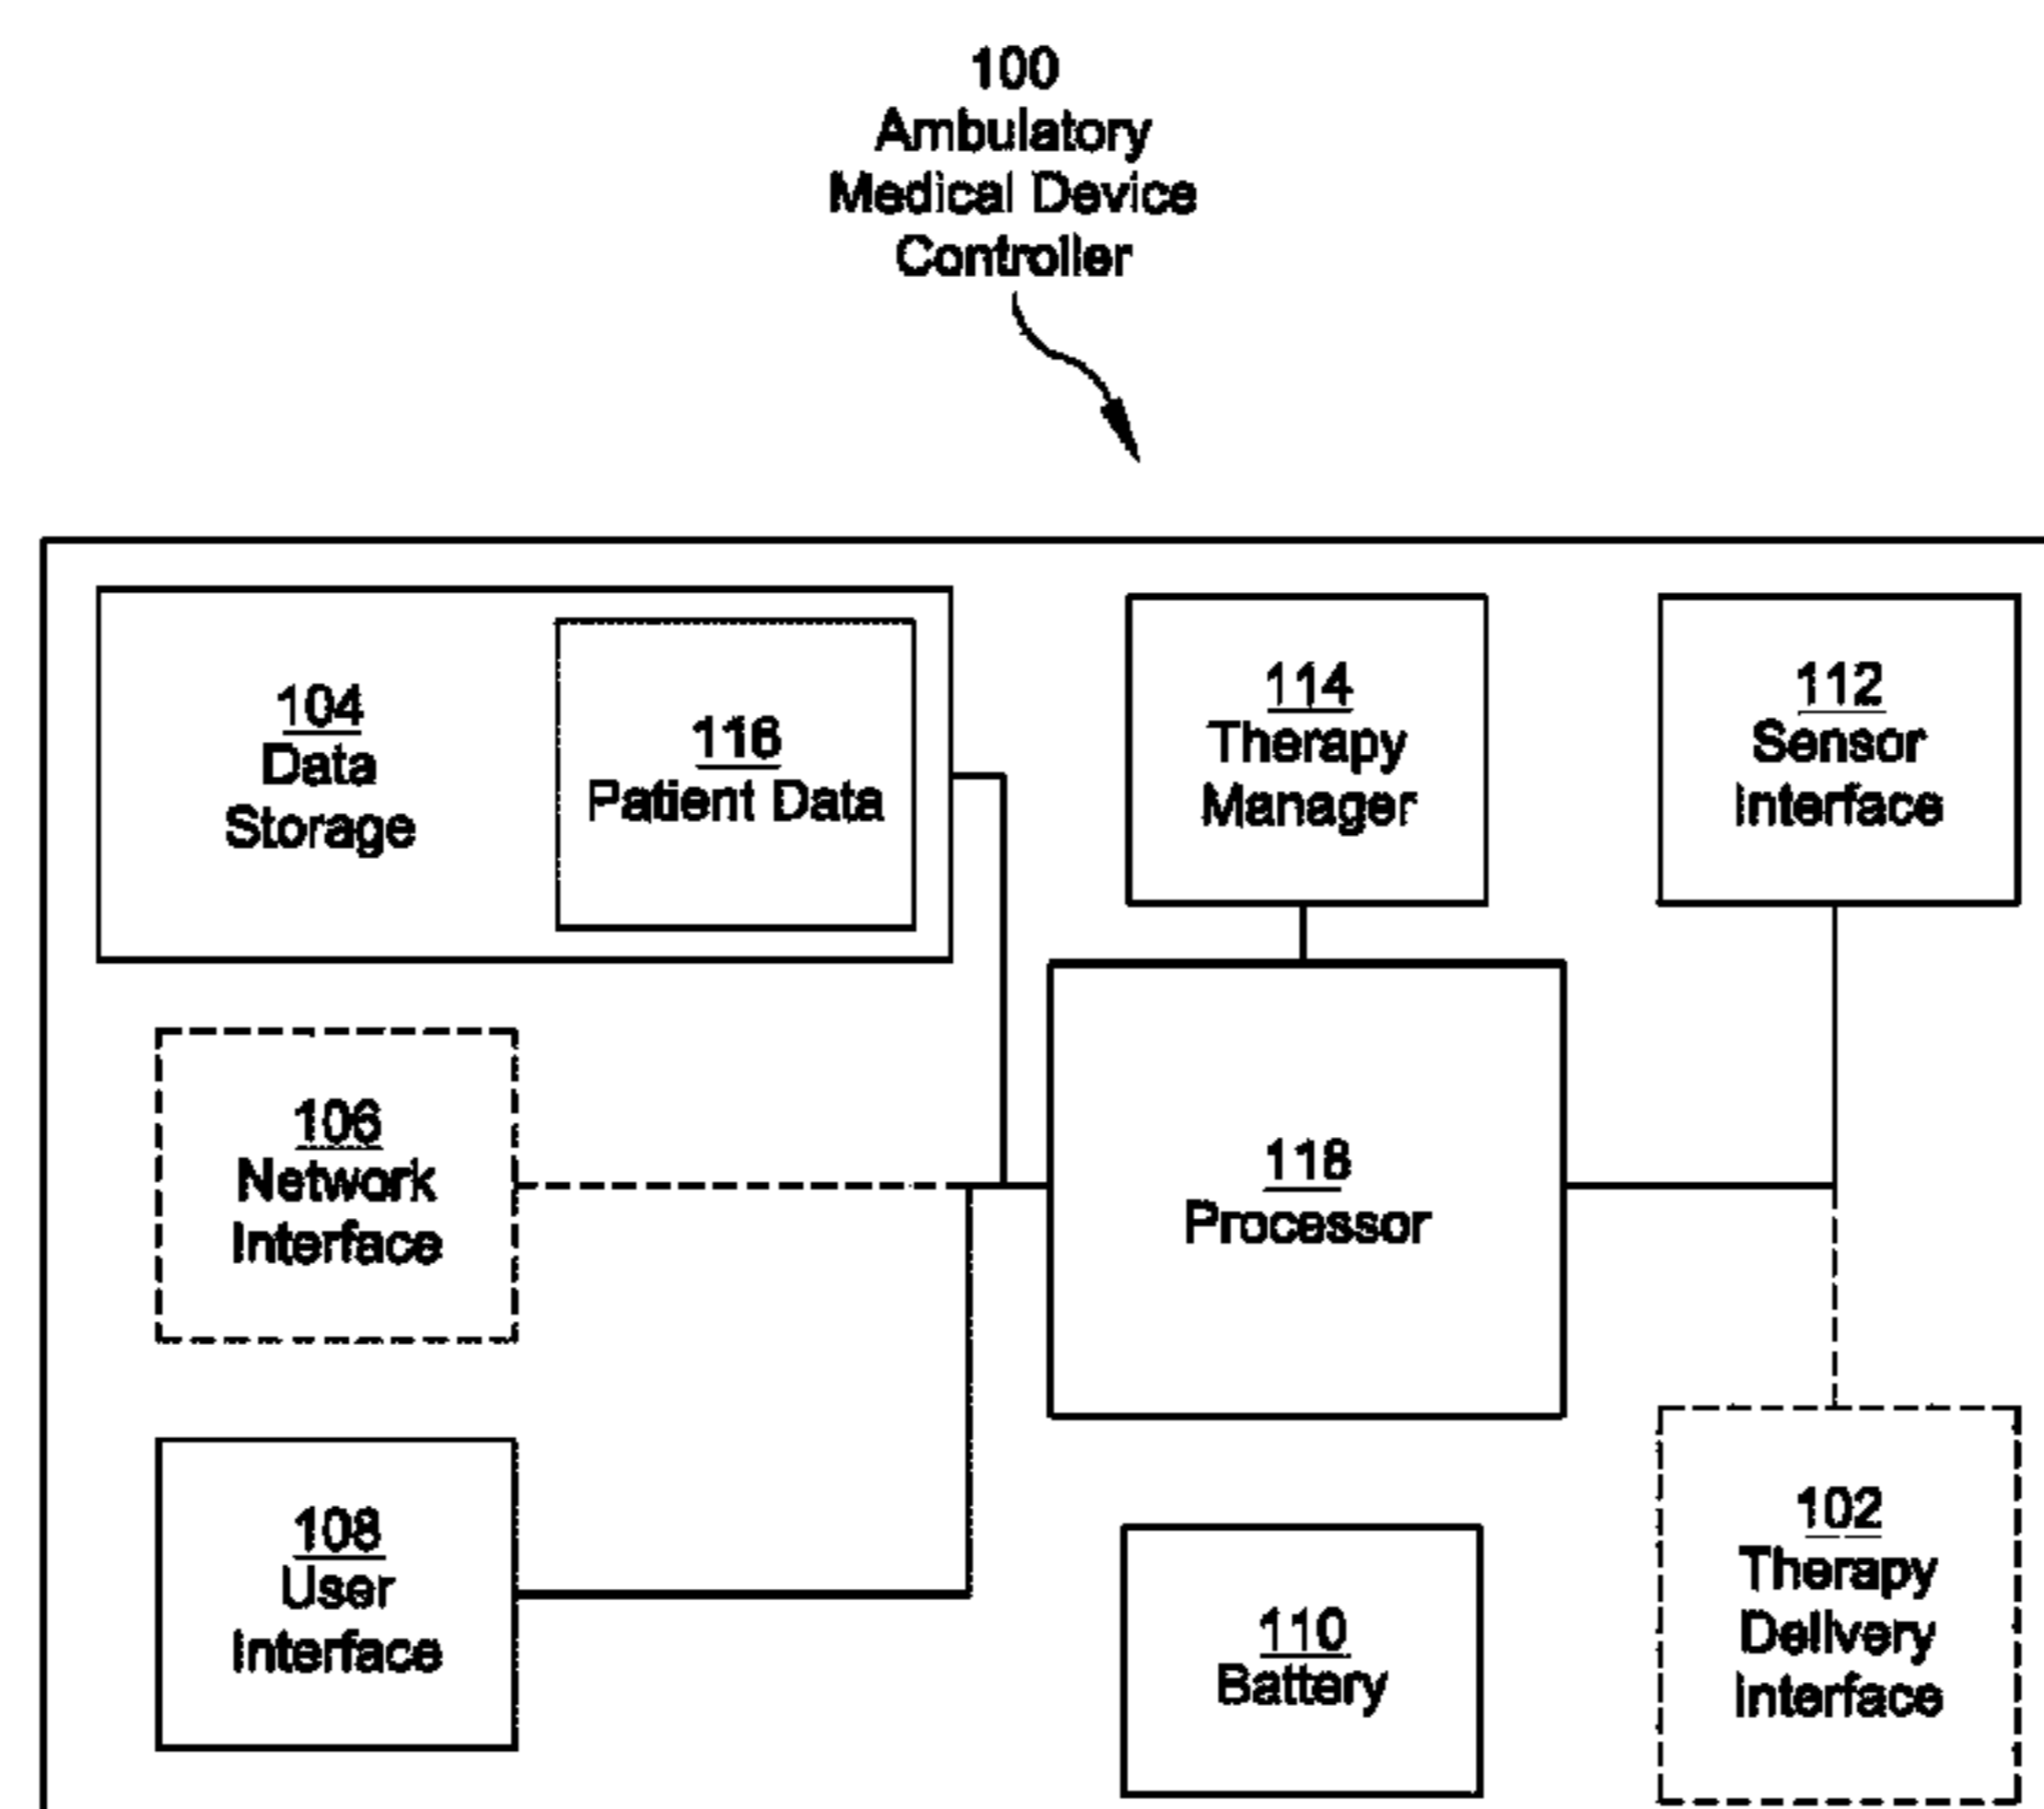 100
Ambulatory
Medical Device
Controller
104
Data
Storage
116
Patient Data
114
Therapy
Manager
112
Sensor
Interface
106
Network
Interface
118
Processor
108
User
Interface
110
Battery
102
Therapy
Delivery
Interface